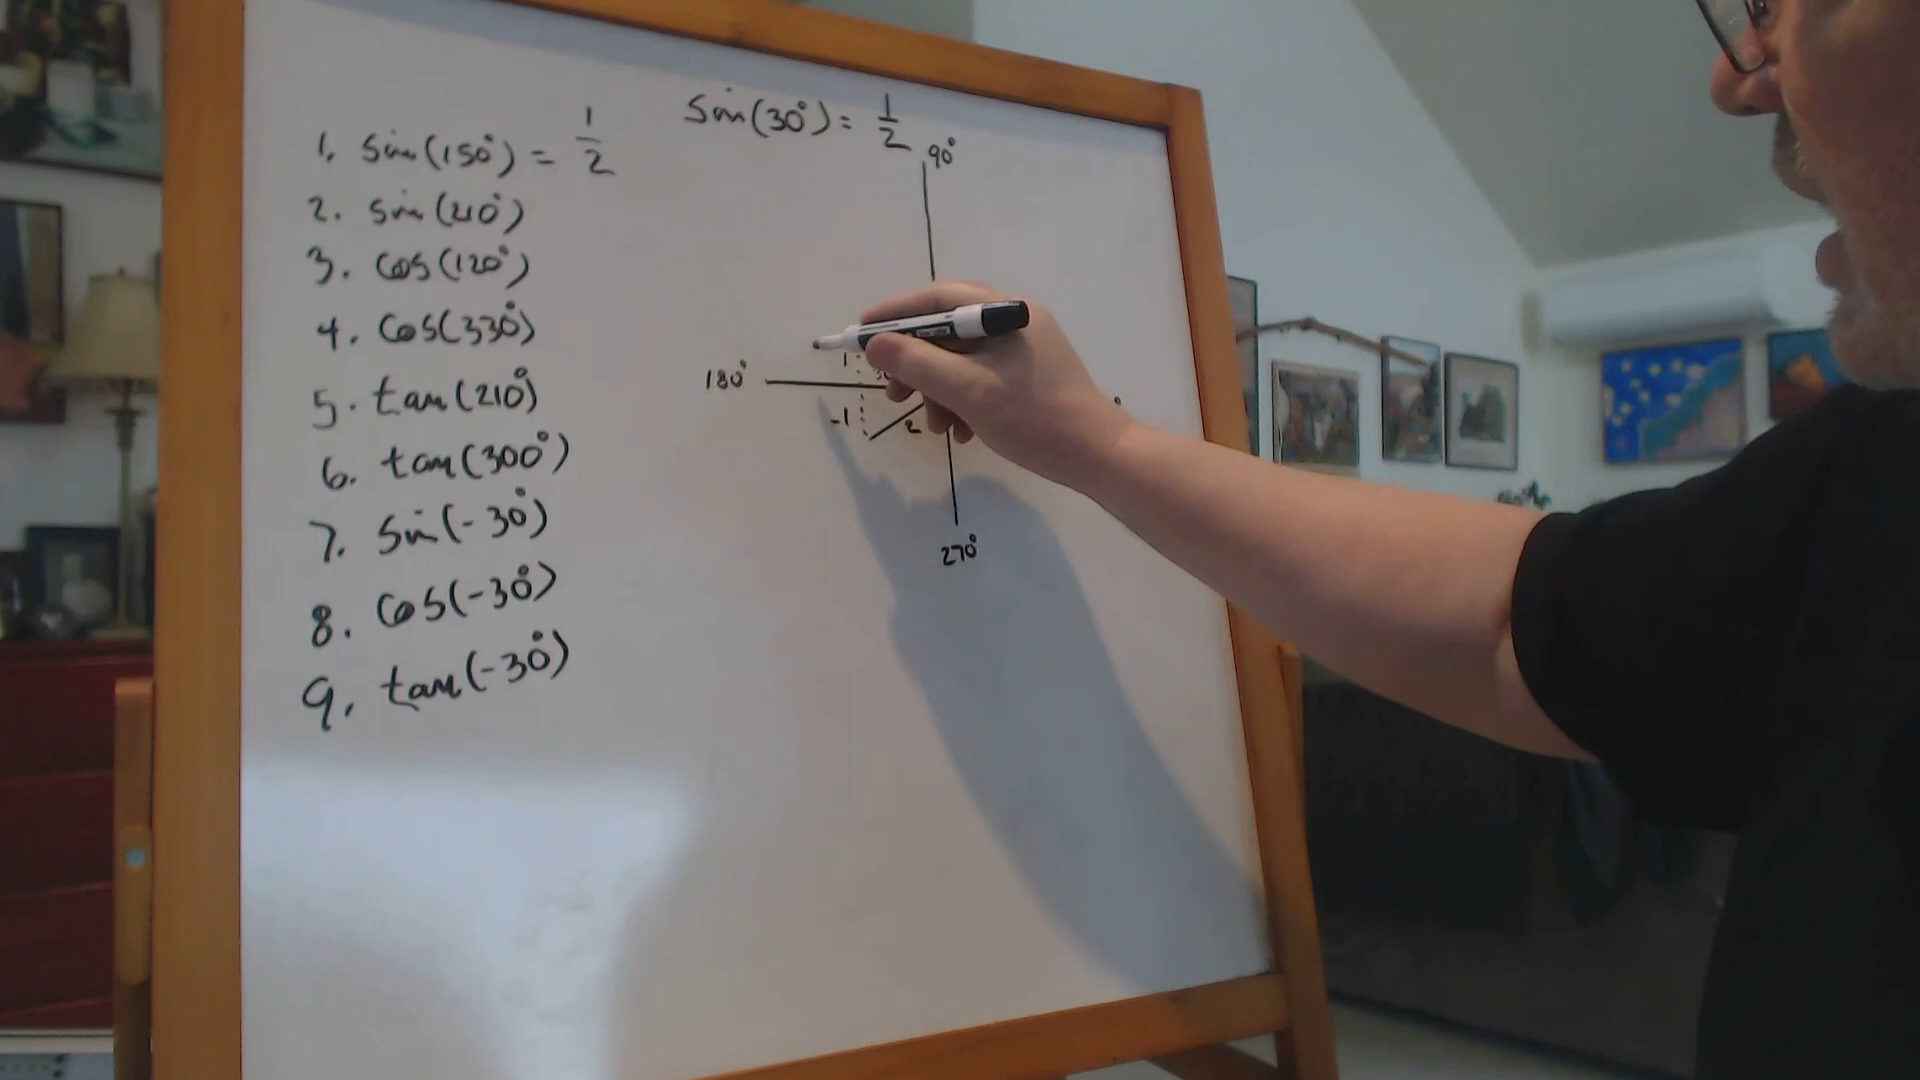 1. sin(150°) = 1/2
2. sin(210°)
3. cos(120°)
4. cos(330°)
5. tan(210°)
6. tan(300°)
7. sin(-30°)
8. cos(-30°)
9. tan(-30°)
sin(30°) = 1/2
90°
1
180°
-1
2
270°